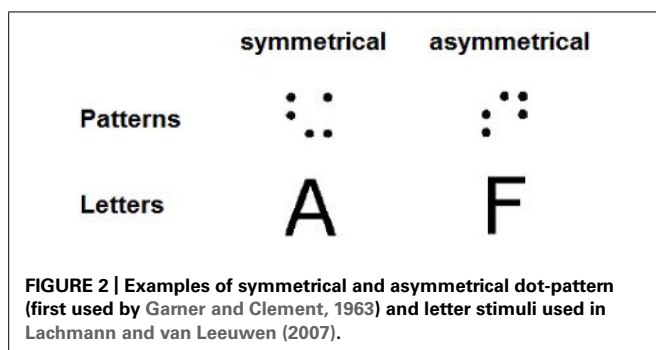 symmetrical asymmetrical
Patterns
Letters A F
FIGURE 2 | Examples of symmetrical and asymmetrical dot-pattern
(first used by Garner and Clement, 1963) and letter stimuli used in
Lachmann and van Leeuwen (2007).